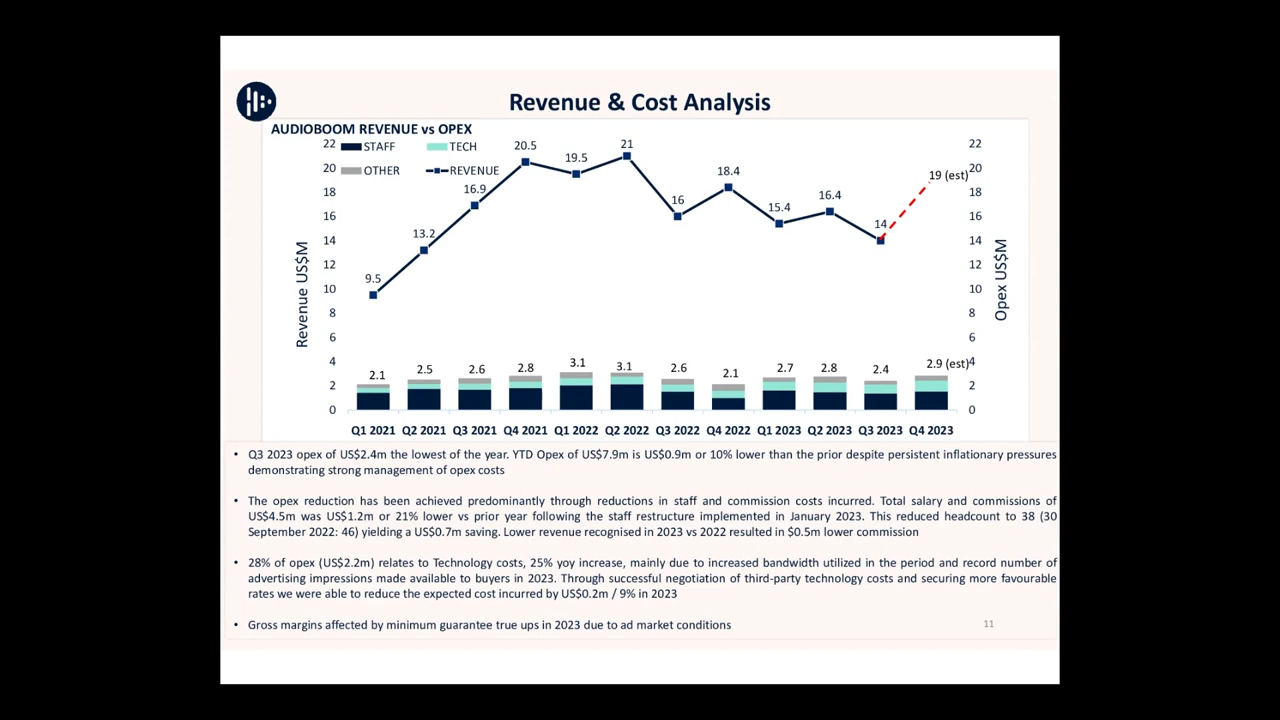 Revenue & Cost Analysis
AUDIOBOOM REVENUE vs OPEX
STAFF TECH
OTHER REVENUE
Revenue US$M
22
20
18
16
14
12
10
8
6
4
2
0
9.5 13.2 16.9 20.5 19.5 21 16 18.4 15.4 16.4 14 19 (est)
2.1 2.5 2.6 2.8 3.1 3.1 2.6 2.1 2.7 2.8 2.4 2.9 (est)
22
20
18
16
14
12
10
8
6
4
2
0
Opex US$M
Q1 2021 Q2 2021 Q3 2021 Q4 2021 Q1 2022 Q2 2022 Q3 2022 Q4 2022 Q1 2023 Q2 2023 Q3 2023 Q4 2023
• Q3 2023 opex of US$2.4m the lowest of the year. YTD Opex of US$7.9m is US$0.9m or 10% lower than the prior despite persistent inflationary pressures
demonstrating strong management of opex costs
• The opex reduction has been achieved predominantly through reductions in staff and commission costs incurred. Total salary and commissions of
US$4.5m was US$1.2m or 21% lower vs prior year following the staff restructure implemented in January 2023. This reduced headcount to 38 (30
September 2022: 46) yielding a US$0.7m saving. Lower revenue recognised in 2023 vs 2022 resulted in $0.5m lower commission
• 28% of opex (US$2.2m) relates to Technology costs, 25% yoy increase, mainly due to increased bandwidth utilized in the period and record number of
advertising impressions made available to buyers in 2023. Through successful negotiation of third-party technology costs and securing more favourable
rates we were able to reduce the expected cost incurred by US$0.2m / 9% in 2023
• Gross margins affected by minimum guarantee true ups in 2023 due to ad market conditions
11